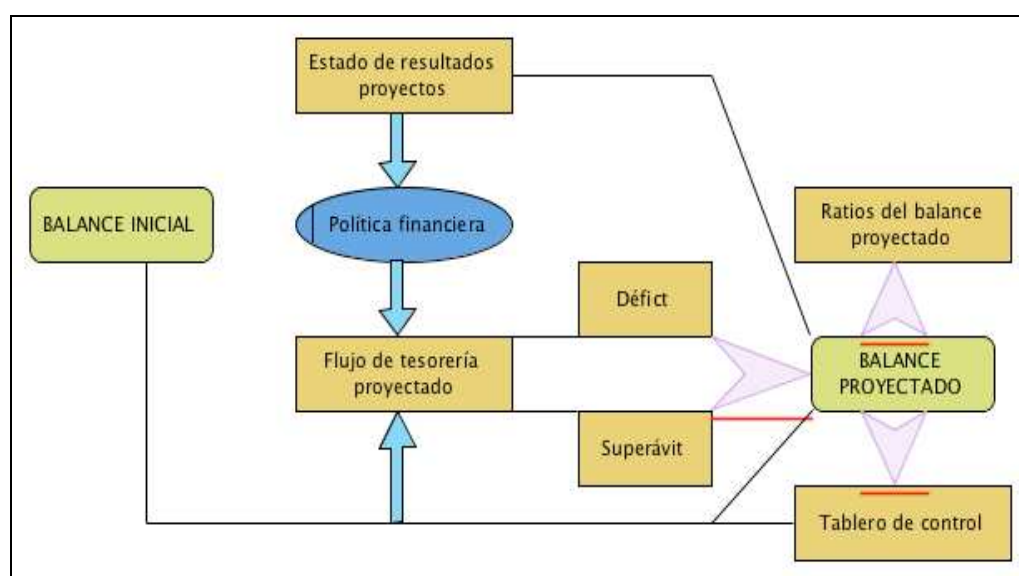 Estado de resultados
proyectos
BALANCE INICIAL
Política financiera
Ratios del balance
proyectado
Défict
Flujo de tesorería
proyectado
BALANCE
PROYECTADO
Superávit
Tablero de control